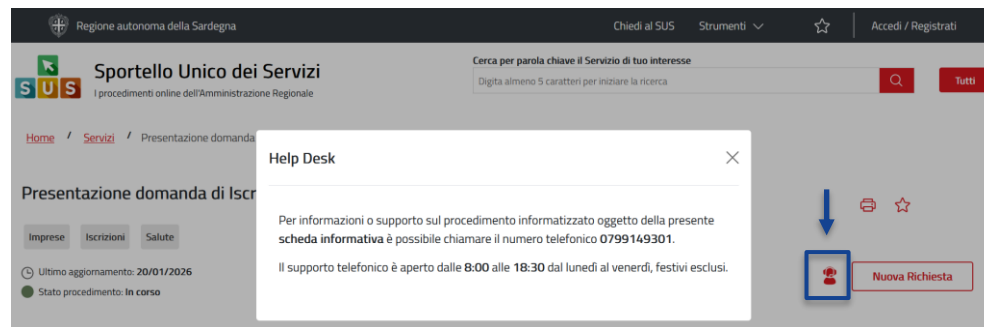 Regione autonoma della Sardegna
Chiedi al SUS Strumenti Accedi / Registrati
SUS
Sportello Unico dei Servizi
I procedimenti online dell'Amministrazione Regionale
Cerca per parola chiave il Servizio di tuo interesse
Digita almeno 5 caratteri per iniziare la ricerca
Tutti
Home / Servizi / Presentazione domanda
Help Desk
Presentazione domanda di Iscr
Per informazioni o supporto sul procedimento informatizzato oggetto della presente
scheda informativa è possibile chiamare il numero telefonico 0799149301.
Il supporto telefonico è aperto dalle 8:00 alle 18:30 dal lunedì al venerdì, festivi esclusi.
Imprese Iscrizioni Salute
Ultimo aggiornamento: 20/01/2026
Stato procedimento: In corso
Nuova Richiesta